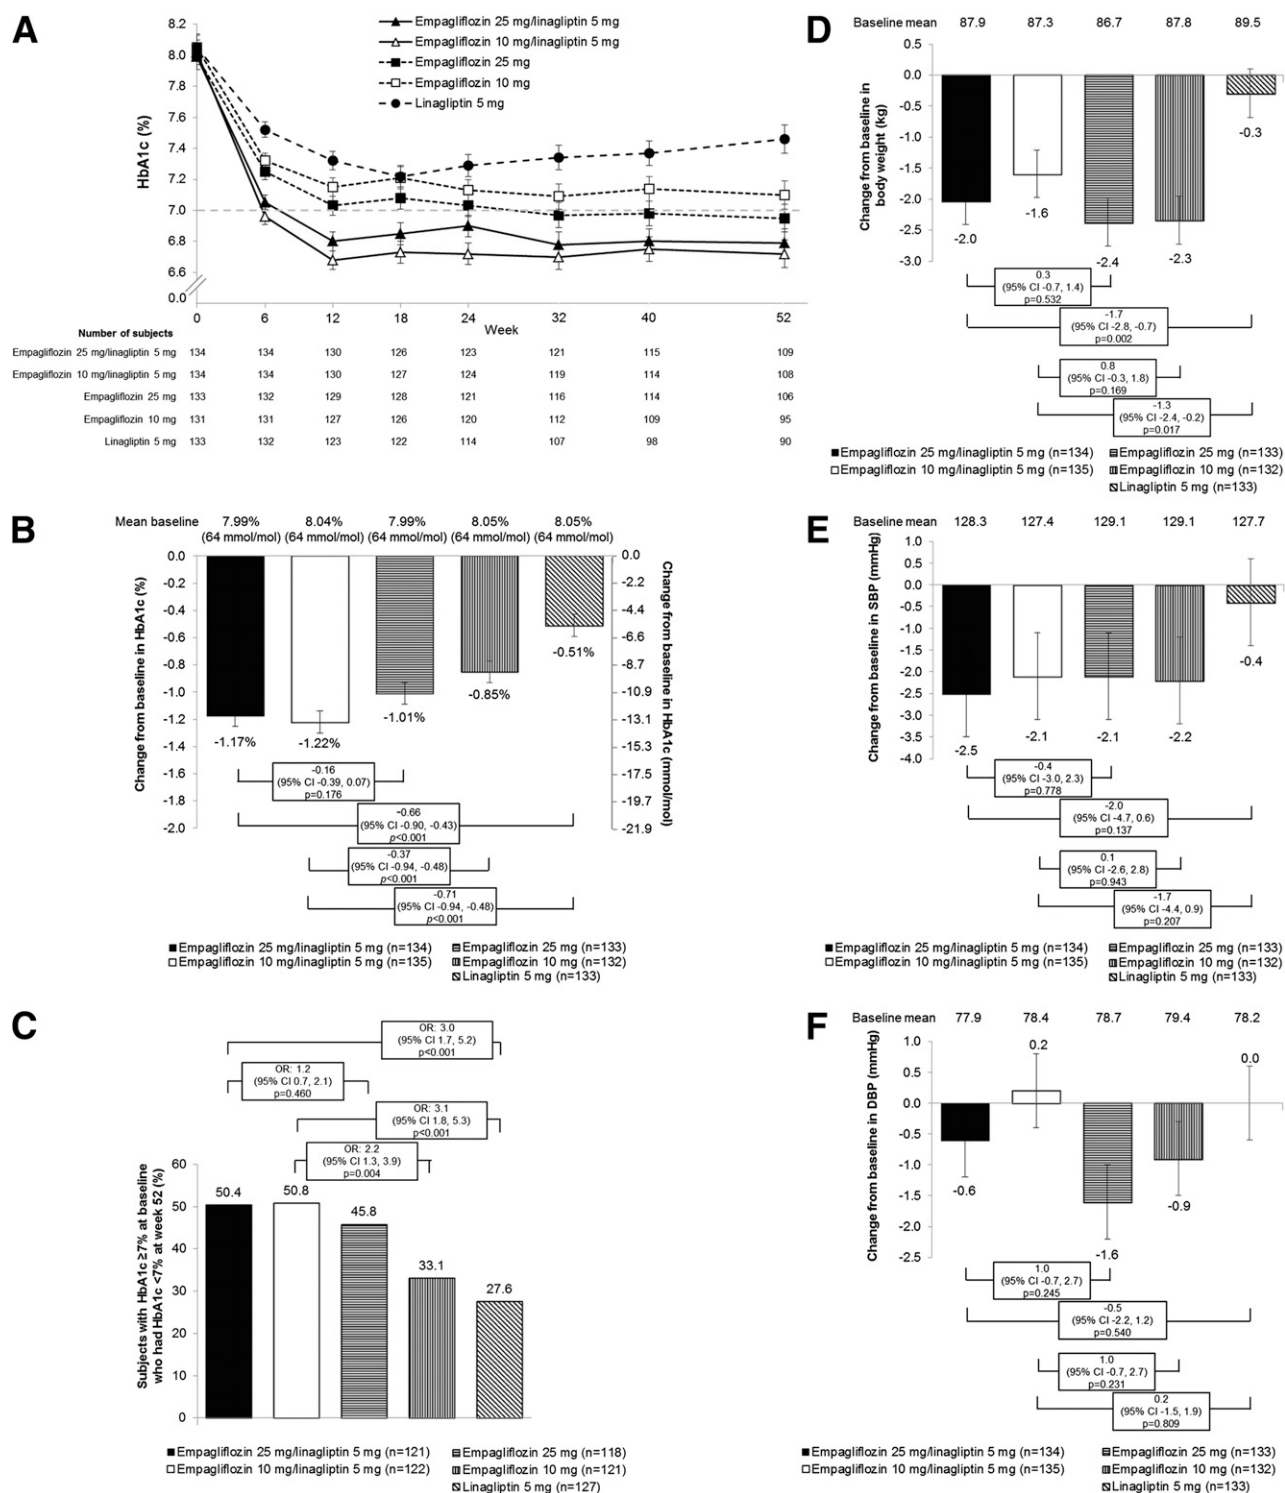 A
8.2
8.0
7.8
7.6
7.4
7.2
7.0
6.8
6.6
0.0
HbA1c (%)
Empagliflozin 25 mg/linagliptin 5 mg
Empagliflozin 10 mg/linagliptin 5 mg
Empagliflozin 25 mg
Empagliflozin 10 mg
Linagliptin 5 mg
0 6 12 18 24 32 40 52
Week
Number of subjects
Empagliflozin 25 mg/linagliptin 5 mg 134 134 130 126 123 121 115 109
Empagliflozin 10 mg/linagliptin 5 mg 134 134 130 127 124 119 114 108
Empagliflozin 25 mg 133 132 129 128 121 116 114 106
Empagliflozin 10 mg 131 131 127 126 120 112 109 95
Linagliptin 5 mg 133 132 123 122 114 107 98 90
B
Mean baseline 7.99% 8.04% 7.99% 8.05% 8.05%
(64 mmol/mol) (64 mmol/mol) (64 mmol/mol) (64 mmol/mol) (64 mmol/mol)
Change from baseline in HbA1c (%)
0.0
-0.2
-0.4
-0.6
-0.8
-1.0
-1.2
-1.4
-1.6
-1.8
-2.0
0.0
-2.2
-4.4
-6.6
-8.7
-10.9
-13.1
-15.3
-17.5
-19.7
-21.9
Change from baseline in HbA1c (mmol/mol)
-1.17%
-1.22%
-1.01%
-0.85%
-0.51%
-0.16
(95% CI -0.39, 0.07)
p=0.176
-0.66
(95% CI -0.90, -0.43)
p<0.001
-0.37
(95% CI -0.94, -0.48)
p<0.001
-0.71
(95% CI -0.94, -0.48)
p<0.001
Empagliflozin 25 mg/linagliptin 5 mg (n=134)
Empagliflozin 10 mg/linagliptin 5 mg (n=135)
Empagliflozin 25 mg (n=133)
Empagliflozin 10 mg (n=132)
Linagliptin 5 mg (n=133)
C
OR: 3.0
(95% CI 1.7, 5.2)
p<0.001
OR: 1.2
(95% CI 0.7, 2.1)
p=0.460
OR: 3.1
(95% CI 1.8, 5.3)
p<0.001
OR: 2.2
(95% CI 1.3, 3.9)
p=0.004
Subjects with HbA1c ≥7% at baseline
who had HbA1c <7% at week 52 (%)
60
50
40
30
20
10
0
50.4
50.8
45.8
33.1
27.6
Empagliflozin 25 mg/linagliptin 5 mg (n=121)
Empagliflozin 10 mg/linagliptin 5 mg (n=122)
Empagliflozin 25 mg (n=118)
Empagliflozin 10 mg (n=121)
Linagliptin 5 mg (n=127)
D
Baseline mean 87.9 87.3 86.7 87.8 89.5
Change from baseline in
body weight (kg)
0.5
0.0
-0.5
-1.0
-1.5
-2.0
-2.5
-3.0
-2.0
-1.6
-2.4
-2.3
-0.3
0.3
(95% CI -0.7, 1.4)
p=0.532
-1.7
(95% CI -2.8, -0.7)
p=0.002
0.8
(95% CI -0.3, 1.8)
p=0.169
-1.3
(95% CI -2.4, -0.2)
p=0.017
Empagliflozin 25 mg/linagliptin 5 mg (n=134)
Empagliflozin 10 mg/linagliptin 5 mg (n=135)
Empagliflozin 25 mg (n=133)
Empagliflozin 10 mg (n=132)
Linagliptin 5 mg (n=133)
E
Baseline mean 128.3 127.4 129.1 129.1 127.7
Change from baseline in SBP (mmHg)
1.0
0.5
0.0
-0.5
-1.0
-1.5
-2.0
-2.5
-3.0
-3.5
-4.0
-2.5
-2.1
-2.1
-2.2
-0.4
-0.4
(95% CI -3.0, 2.3)
p=0.778
-2.0
(95% CI -4.7, 0.6)
p=0.137
0.1
(95% CI -2.6, 2.8)
p=0.943
-1.7
(95% CI -4.4, 0.9)
p=0.207
Empagliflozin 25 mg/linagliptin 5 mg (n=134)
Empagliflozin 10 mg/linagliptin 5 mg (n=135)
Empagliflozin 25 mg (n=133)
Empagliflozin 10 mg (n=132)
Linagliptin 5 mg (n=133)
F
Baseline mean 77.9 78.4 78.7 79.4 78.2
Change from baseline in DBP (mmHg)
1.0
0.5
0.0
-0.5
-1.0
-1.5
-2.0
-2.5
-0.6
0.2
-1.6
-0.9
0.0
1.0
(95% CI -0.7, 2.7)
p=0.245
-0.5
(95% CI -2.2, 1.2)
p=0.540
1.0
(95% CI -0.7, 2.7)
p=0.231
0.2
(95% CI -1.5, 1.9)
p=0.809
Empagliflozin 25 mg/linagliptin 5 mg (n=134)
Empagliflozin 10 mg/linagliptin 5 mg (n=135)
Empagliflozin 25 mg (n=133)
Empagliflozin 10 mg (n=132)
Linagliptin 5 mg (n=133)